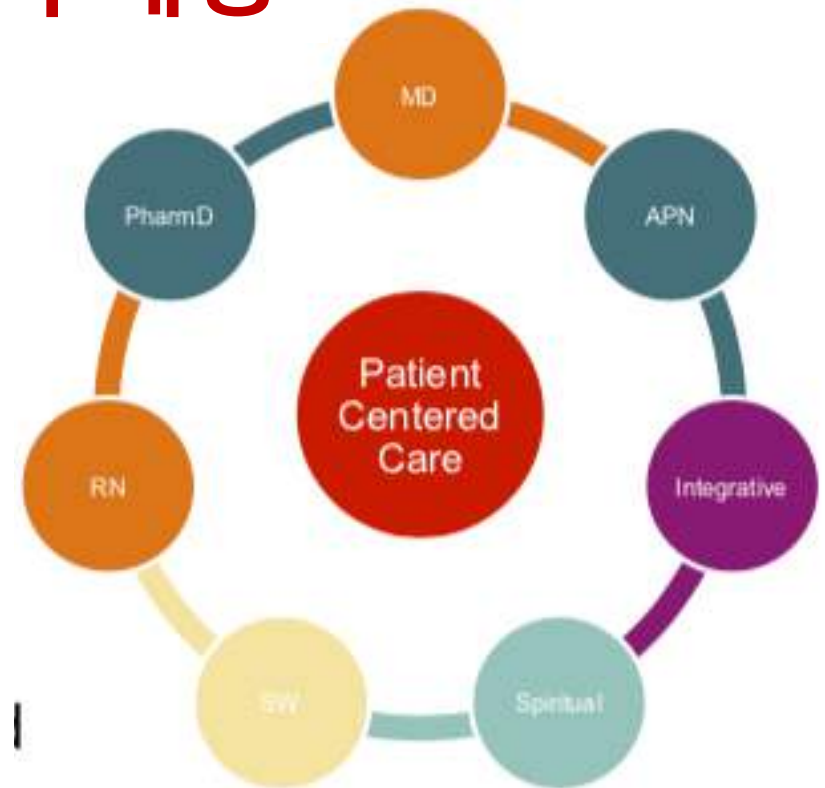 MD
PharmD
APN
Patient
Centered
Care
RN
Integrative
SW
Spiritual